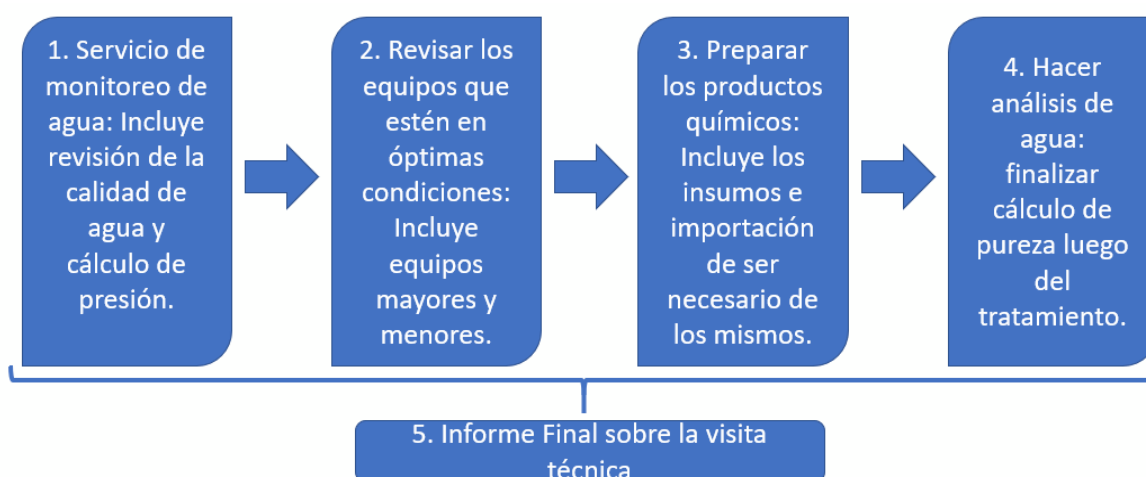 1. Servicio de
monitoreo de
agua: Incluye
revisión de la
calidad de
agua y
cálculo de
presión.
2. Revisar los
equipos que
estén en
óptimas
condiciones:
Incluye
equipos
mayores y
menores.
3. Preparar
los productos
químicos:
Incluye los
insumos e
importación
de ser
necesario de
los mismos.
4. Hacer
análisis de
agua:
finalizar
cálculo de
pureza luego
del
tratamiento.
5. Informe Final sobre la visita
técnica